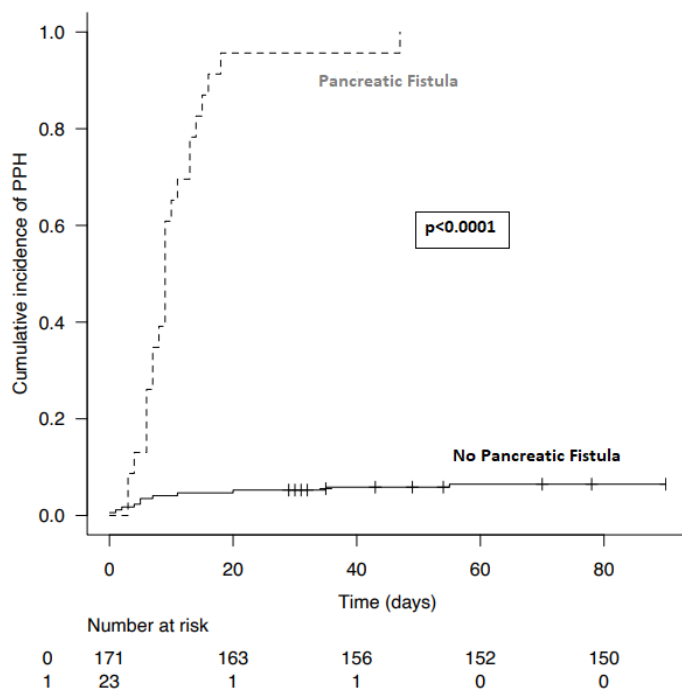 1.0
Pancreatic Fistula
0.8
p<0.0001
0.6
Cumulative incidence of PPH
0.4
0.2
No Pancreatic Fistula
0.0
0 20 40 60 80
Time (days)
Number at risk
0 171 163 156 152 150
1 23 1 1 0 0